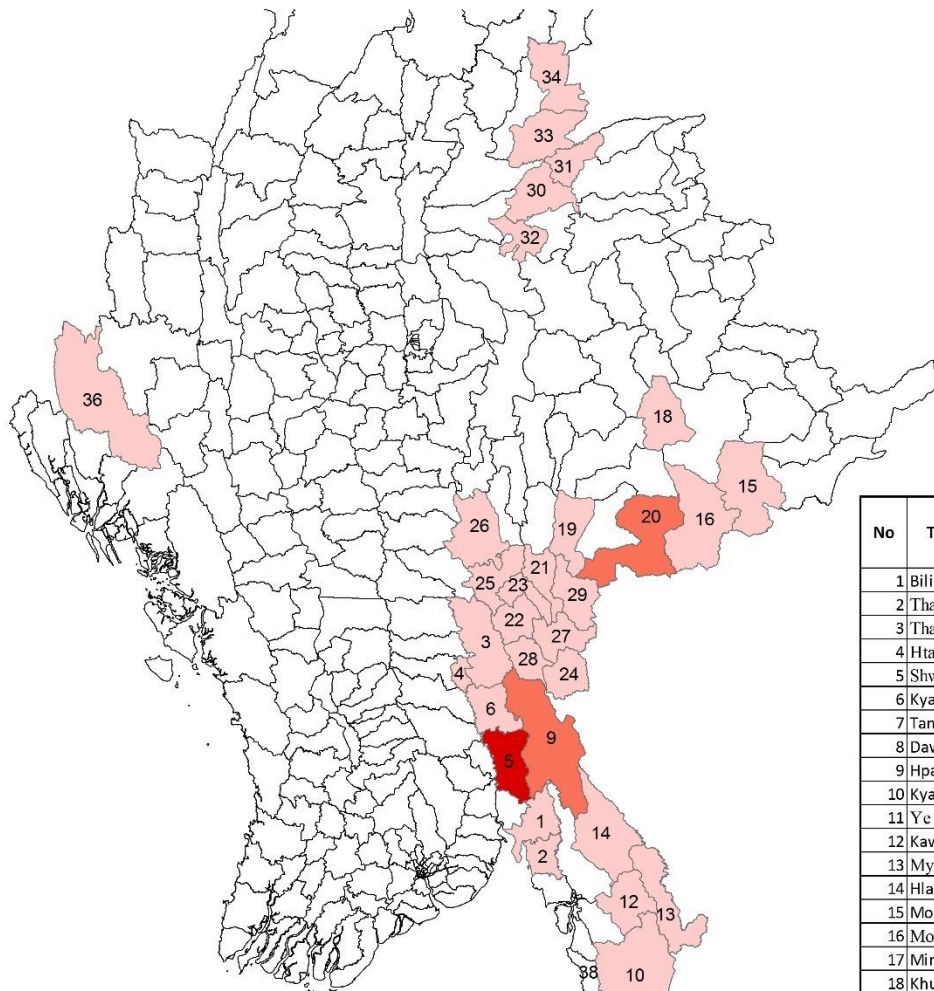 34
33
31
30
32
36
18
15
20
16
26
19
21
25
23
29
22
27
3
28
4
24
6
9
5
1
14
2
12
13
38
10
No T
1 Bili
2 Tha
3 Tha
4 Hta
5 Shw
6 Kya
7 Tan
8 Daw
9 Hpa
10 Kya
11 Ye
12 Kaw
13 My
14 Hla
15 Mo
16 Mo
17 Min
18 Khu